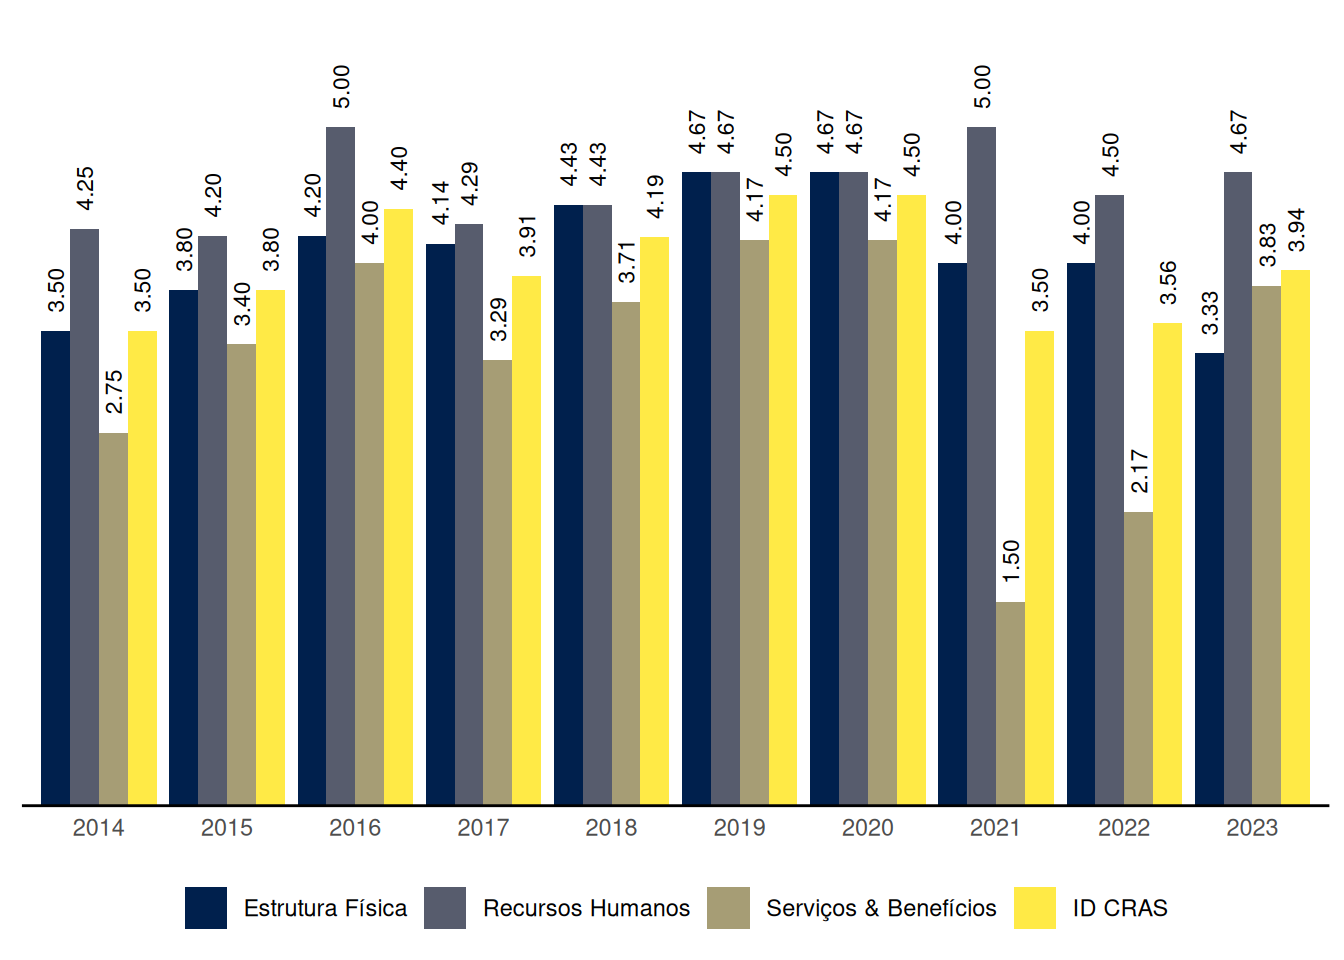 3.50 4.25 2.75 3.50
3.80 4.20 3.40 3.80
4.20 5.00 4.00 4.40
4.14 4.29 3.29 3.91
4.43 4.43 3.71 4.19
4.67 4.67 4.17 4.50
4.67 4.67 4.17 4.50
4.00 5.00 1.50 3.50
4.00 4.50 2.17 3.56
3.33 4.67 3.83 3.94
2014 2015 2016 2017 2018 2019 2020 2021 2022 2023
Estrutura Física Recursos Humanos Serviços & Benefícios ID CRAS